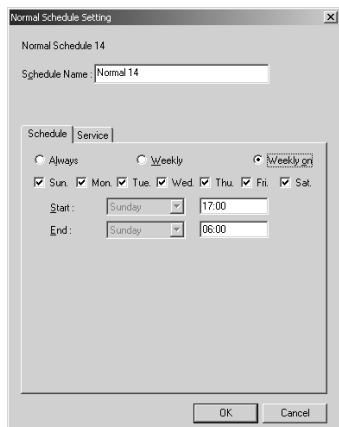 Normal Schedule Setting
Normal Schedule 14
Schedule Name : Normal 14
Schedule Service
Always Weekly Weekly on
Sun. Mon. Tue. Wed. Thu. Fri. Sat.
Start : Sunday 17:00
End : Sunday 06:00
OK Cancel